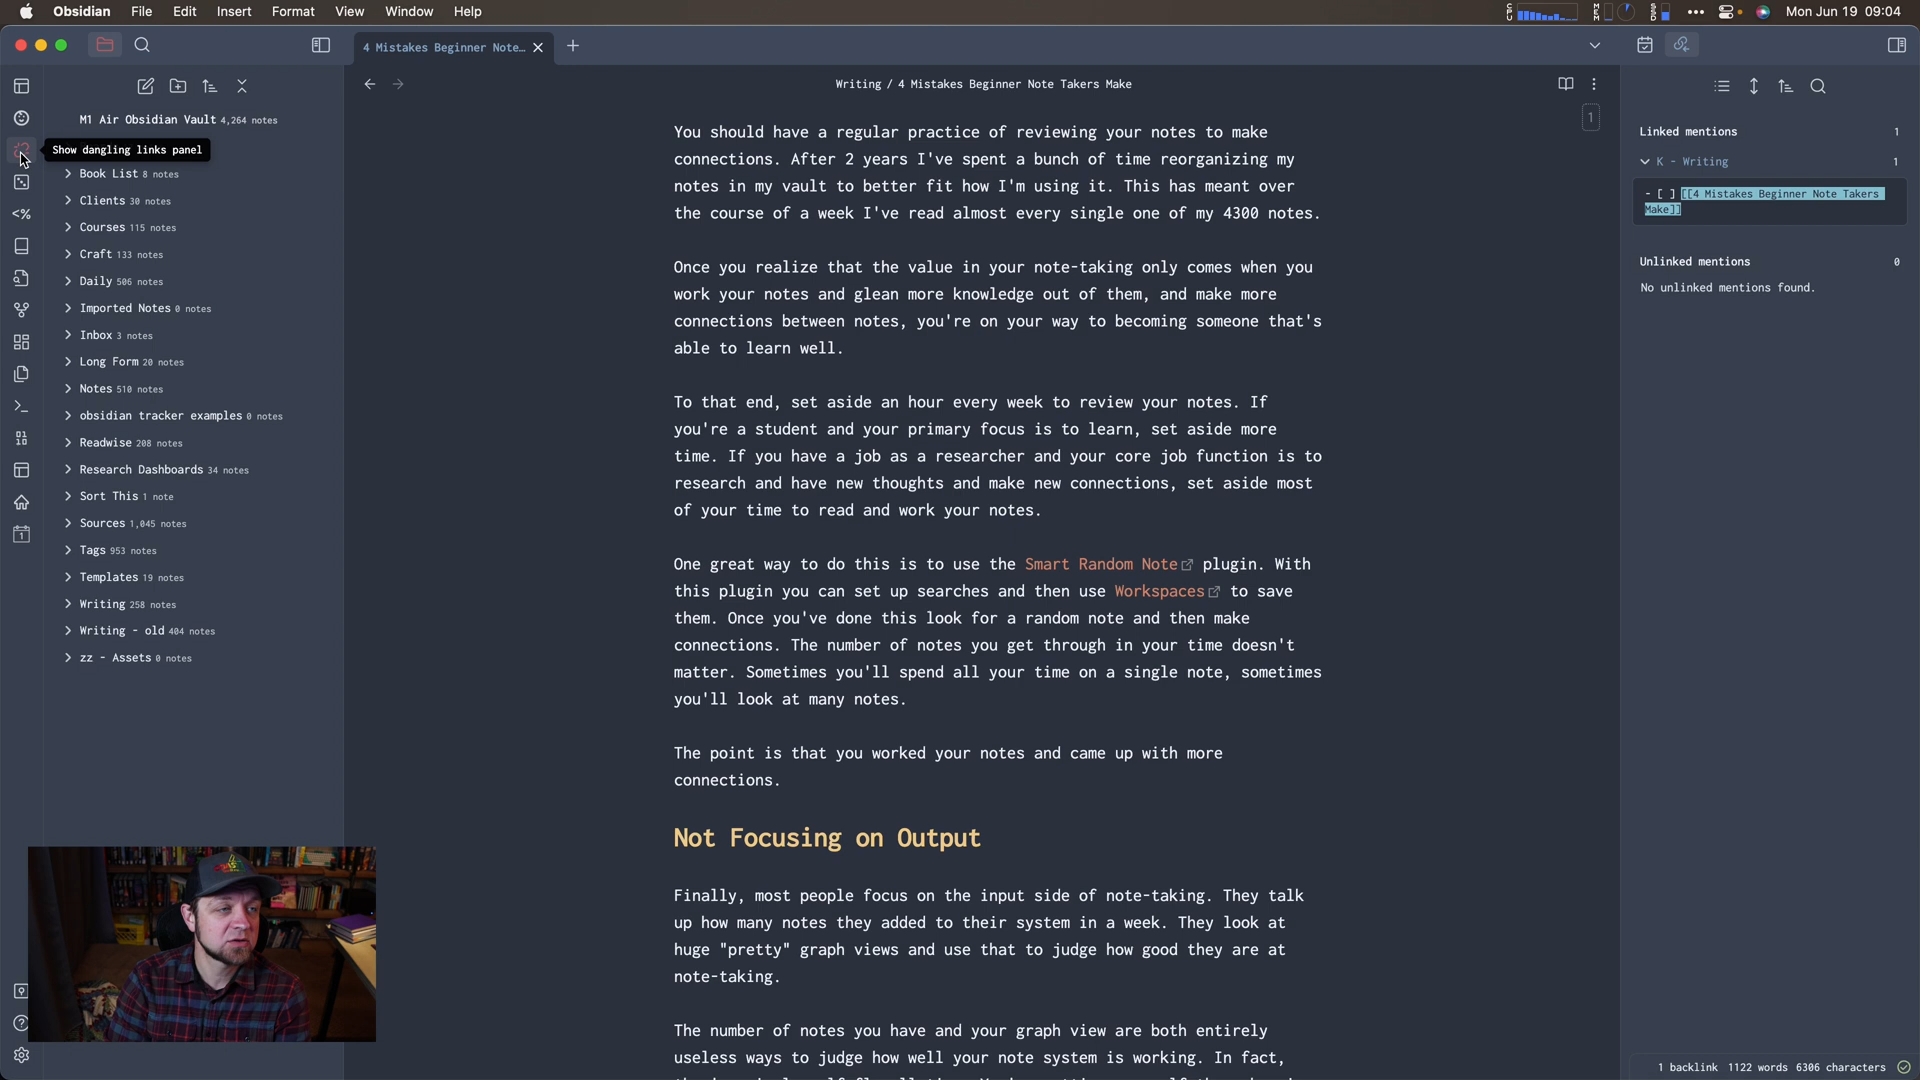 Obsidian File Edit Insert Format View Window Help
CPU MEM SSD Mon Jun 19 09:04
4 Mistakes Beginner Note…
Writing / 4 Mistakes Beginner Note Takers Make
M1 Air Obsidian Vault 4,264 notes
Show dangling links panel
Book List 8 notes
Clients 30 notes
Courses 115 notes
Craft 133 notes
Daily 506 notes
Imported Notes 0 notes
Inbox 3 notes
Long Form 20 notes
Notes 510 notes
obsidian tracker examples 0 notes
Readwise 208 notes
Research Dashboards 34 notes
Sort This 1 note
Sources 1,045 notes
Tags 953 notes
Templates 19 notes
Writing 258 notes
Writing - old 404 notes
zz - Assets 0 notes
1
You should have a regular practice of reviewing your notes to make
connections. After 2 years I've spent a bunch of time reorganizing my
notes in my vault to better fit how I'm using it. This has meant over
the course of a week I've read almost every single one of my 4300 notes.
Once you realize that the value in your note-taking only comes when you
work your notes and glean more knowledge out of them, and make more
connections between notes, you're on your way to becoming someone that's
able to learn well.
To that end, set aside an hour every week to review your notes. If
you're a student and your primary focus is to learn, set aside more
time. If you have a job as a researcher and your core job function is to
research and have new thoughts and make new connections, set aside most
of your time to read and work your notes.
One great way to do this is to use the Smart Random Note plugin. With
this plugin you can set up searches and then use Workspaces to save
them. Once you've done this look for a random note and then make
connections. The number of notes you get through in your time doesn't
matter. Sometimes you'll spend all your time on a single note, sometimes
you'll look at many notes.
The point is that you worked your notes and came up with more
connections.
Not Focusing on Output
Finally, most people focus on the input side of note-taking. They talk
up how many notes they added to their system in a week. They look at
huge "pretty" graph views and use that to judge how good they are at
note-taking.
The number of notes you have and your graph view are both entirely
useless ways to judge how well your note system is working. In fact,
1
Linked mentions 1
K - Writing 1
- [ ] [[4 Mistakes Beginner Note Takers
Make]]
Unlinked mentions 0
No unlinked mentions found.
1 backlink 1122 words 6306 characters